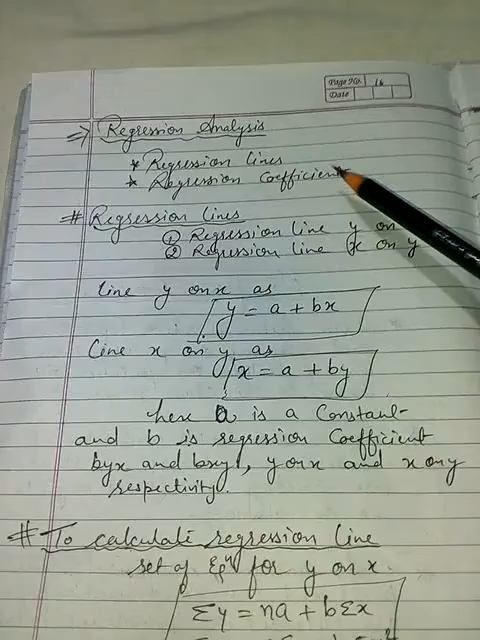 Page No. 16
Date
⇒ Regression Analysis
* Regression lines
* Regression Coefficient
# Regression lines
① Regression line y on
② Regression line x on y
line y on x as
y = a + bx
Line x on y as
x = a + by
here a is a Constant
and b is regression Coefficient
byx and bxy, y on x and x on y
respectivity.
# To calculate regression line
set of Eqn for y on x.
Σy = na + bΣx